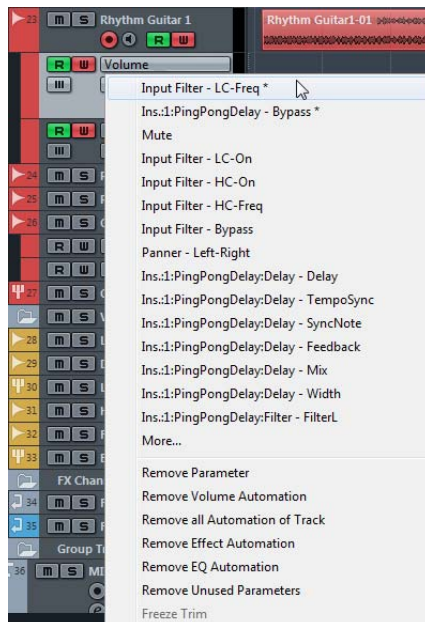 23 m S Rhythm Guitar 1
Rhythm Guitar1-01
R W
R W Volume
Input Filter - LC-Freq *
Ins.:1:PingPongDelay - Bypass *
Mute
R W
Input Filter - LC-On
24 m S
Input Filter - HC-On
25 m S
Input Filter - HC-Freq
26 m S
Input Filter - Bypass
R W
Panner - Left-Right
R W
Ins.:1:PingPongDelay:Delay - Delay
27 m S
Ins.:1:PingPongDelay:Delay - TempoSync
m S
Ins.:1:PingPongDelay:Delay - SyncNote
28 m S
Ins.:1:PingPongDelay:Delay - Feedback
29 m S
Ins.:1:PingPongDelay:Delay - Mix
30 m S
Ins.:1:PingPongDelay:Delay - Width
31 m S
Ins.:1:PingPongDelay:Filter - FilterL
32 m S
More...
33 m S
FX Chan
Remove Parameter
34 m S
Remove Volume Automation
35 m S
Remove all Automation of Track
Group Tr
Remove Effect Automation
36 m S MI
Remove EQ Automation
Remove Unused Parameters
e
Freeze Trim